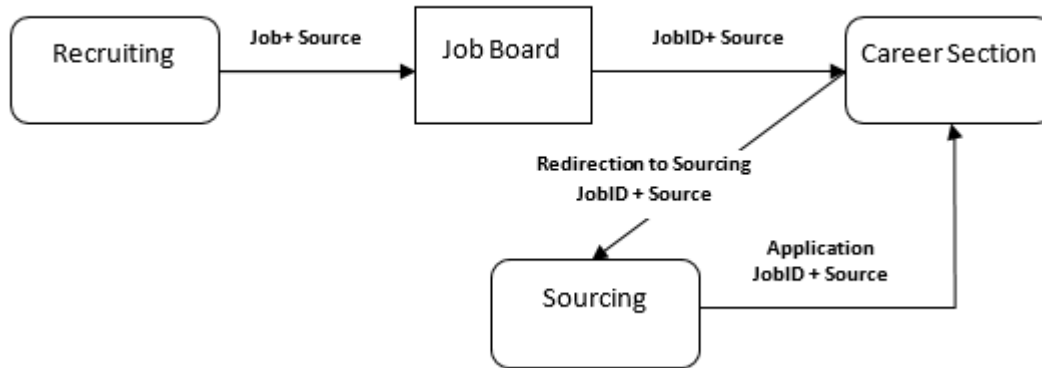 Recruiting
Job+ Source
Job Board
JobID+ Source
Career Section
Redirection to Sourcing
JobID + Source
Sourcing
Application
JobID + Source